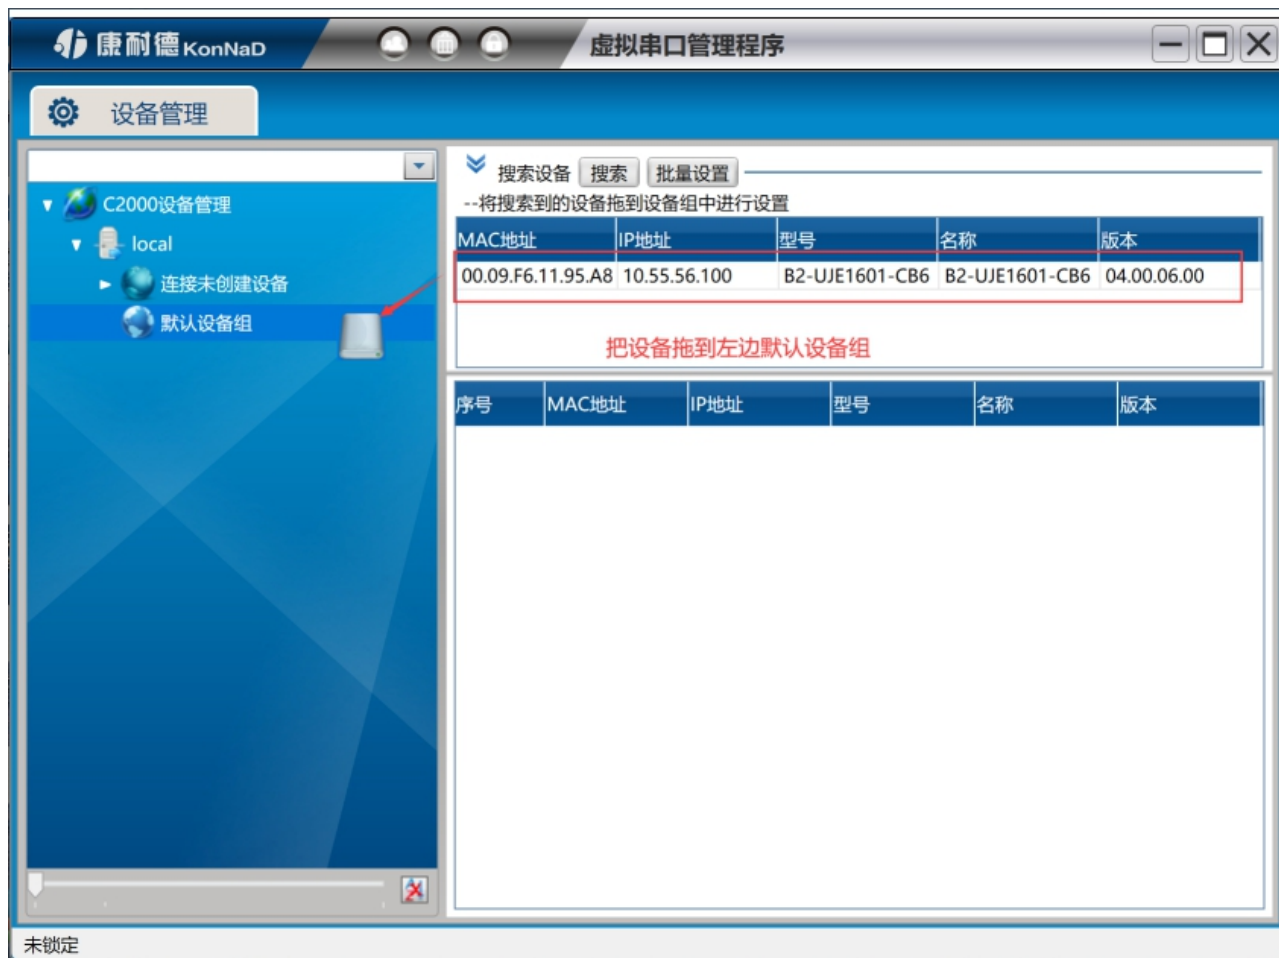 康耐德 KonNaD
虚拟串口管理程序
设备管理
C2000设备管理
local
连接未创建设备
默认设备组
搜索设备 搜索 批量设置
--将搜索到的设备拖到设备组中进行设置
MAC地址 IP地址 型号 名称 版本
00.09.F6.11.95.A8 10.55.56.100 B2-UJE1601-CB6 B2-UJE1601-CB6 04.00.06.00
把设备拖到左边默认设备组
序号 MAC地址 IP地址 型号 名称 版本
未锁定